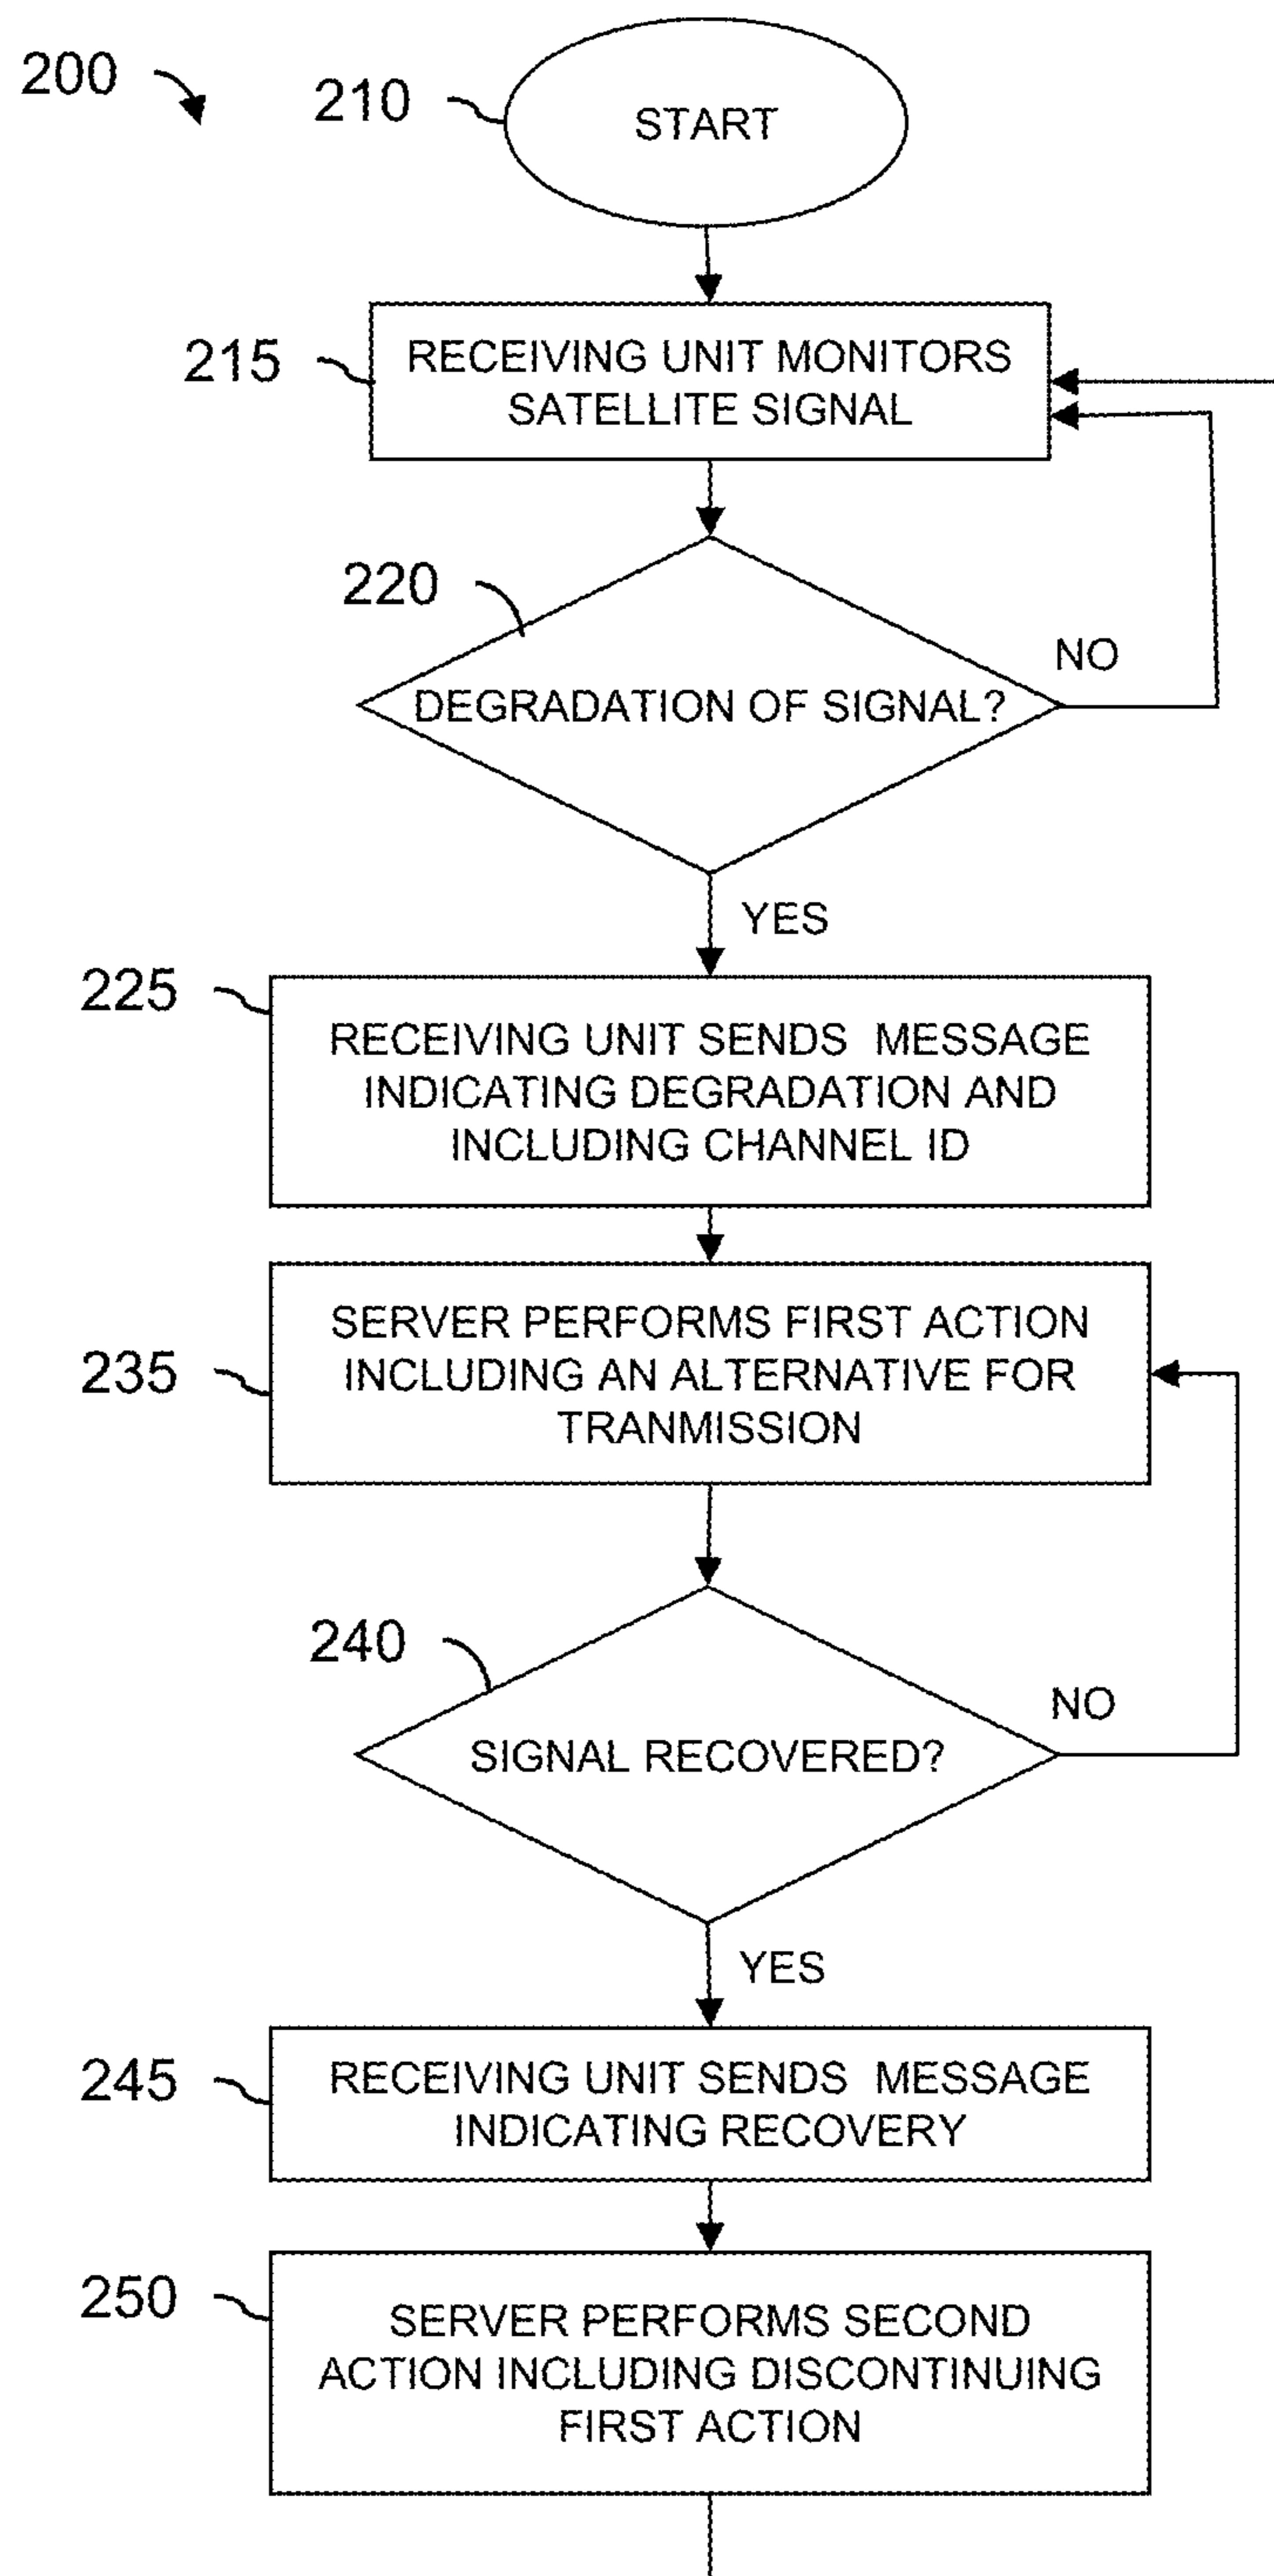 200
210
START
215
RECEIVING UNIT MONITORS
SATELLITE SIGNAL
220
DEGRADATION OF SIGNAL?
NO
YES
225
RECEIVING UNIT SENDS MESSAGE
INDICATING DEGRADATION AND
INCLUDING CHANNEL ID
235
SERVER PERFORMS FIRST ACTION
INCLUDING AN ALTERNATIVE FOR
TRANMISSION
240
SIGNAL RECOVERED?
NO
YES
245
RECEIVING UNIT SENDS MESSAGE
INDICATING RECOVERY
250
SERVER PERFORMS SECOND
ACTION INCLUDING DISCONTINUING
FIRST ACTION